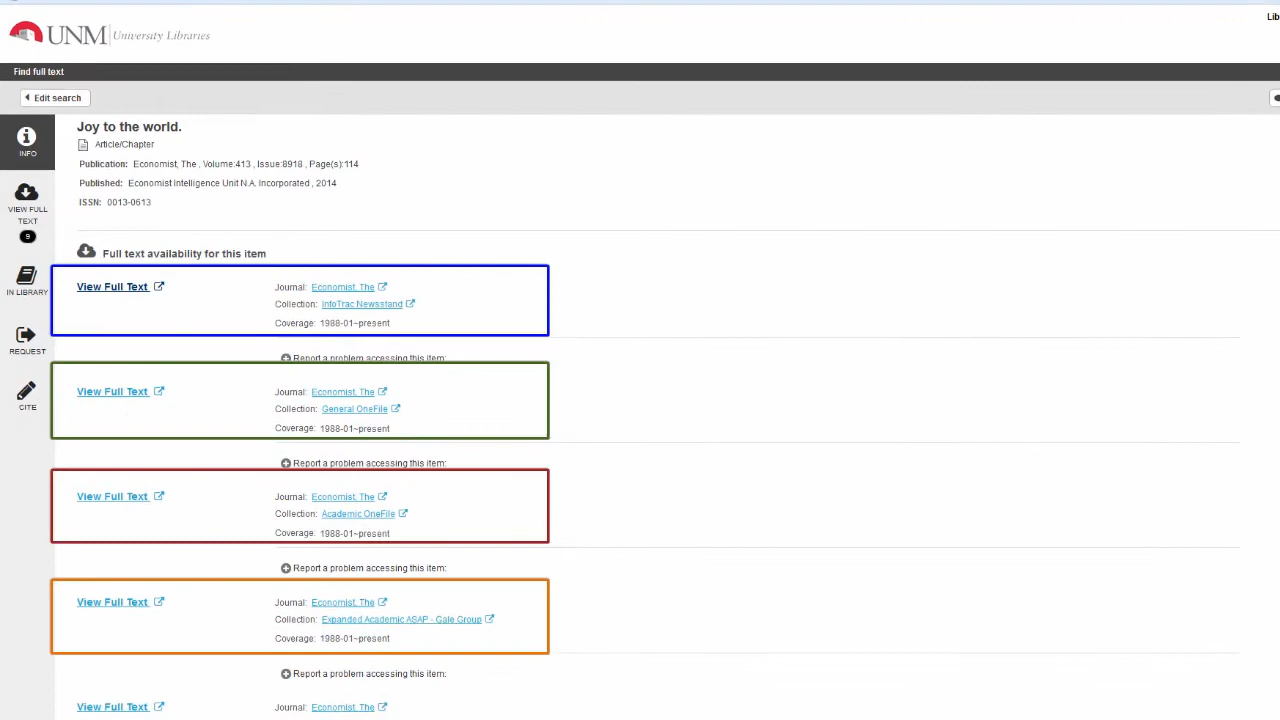 Lib
UNM University Libraries
Find full text
Edit search
Joy to the world.
INFO
Article/Chapter
Publication: Economist, The , Volume:413 , Issue:8918 , Page(s):114
Published: Economist Intelligence Unit N.A. Incorporated , 2014
ISSN: 0013-0613
VIEW FULL
TEXT
9
IN LIBRARY
REQUEST
CITE
Full text availability for this item
View Full Text Journal: Economist, The
Collection: InfoTrac Newsstand
Coverage: 1988-01~present
Report a problem accessing this item:
View Full Text Journal: Economist, The
Collection: General OneFile
Coverage: 1988-01~present
Report a problem accessing this item:
View Full Text Journal: Economist, The
Collection: Academic OneFile
Coverage: 1988-01~present
Report a problem accessing this item:
View Full Text Journal: Economist, The
Collection: Expanded Academic ASAP - Gale Group
Coverage: 1988-01~present
Report a problem accessing this item:
View Full Text Journal: Economist, The